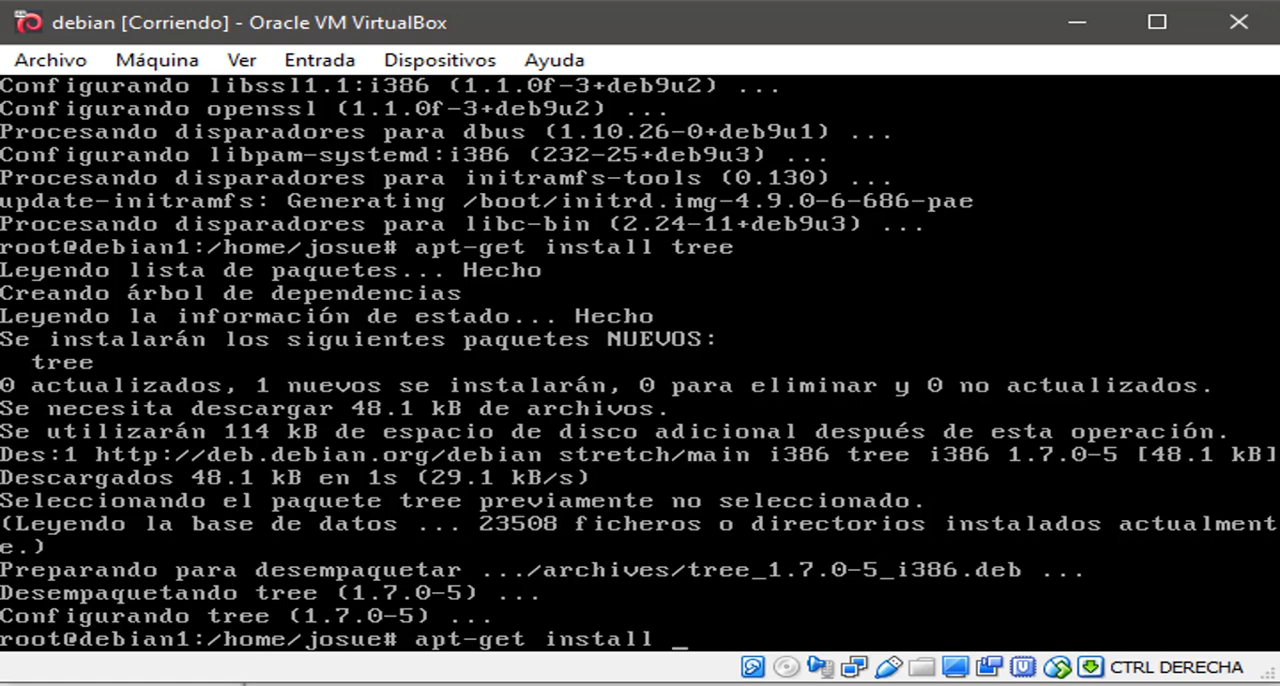 debian [Corriendo] - Oracle VM VirtualBox
Archivo Máquina Ver Entrada Dispositivos Ayuda
Configurando libssl1.1:i386 (1.1.0f-3+deb9u2) ...
Configurando openssl (1.1.0f-3+deb9u2) ...
Procesando disparadores para dbus (1.10.26-0+deb9u1) ...
Configurando libpam-systemd:i386 (232-25+deb9u3) ...
Procesando disparadores para initramfs-tools (0.130) ...
update-initramfs: Generating /boot/initrd.img-4.9.0-6-686-pae
Procesando disparadores para libc-bin (2.24-11+deb9u3) ...
root@debian1:/home/josue# apt-get install tree
Leyendo lista de paquetes... Hecho
Creando árbol de dependencias
Leyendo la información de estado... Hecho
Se instalarán los siguientes paquetes NUEVOS:
tree
0 actualizados, 1 nuevos se instalarán, 0 para eliminar y 0 no actualizados.
Se necesita descargar 48.1 kB de archivos.
Se utilizarán 114 kB de espacio de disco adicional después de esta operación.
Des:1 http://deb.debian.org/debian stretch/main i386 tree i386 1.7.0-5 [48.1 kB]
Descargados 48.1 kB en 1s (29.1 kB/s)
Seleccionando el paquete tree previamente no seleccionado.
(Leyendo la base de datos ... 23508 ficheros o directorios instalados actualment
e.)
Preparando para desempaquetar .../archives/tree_1.7.0-5_i386.deb ...
Desempaquetando tree (1.7.0-5) ...
Configurando tree (1.7.0-5) ...
root@debian1:/home/josue# apt-get install _
CTRL DERECHA